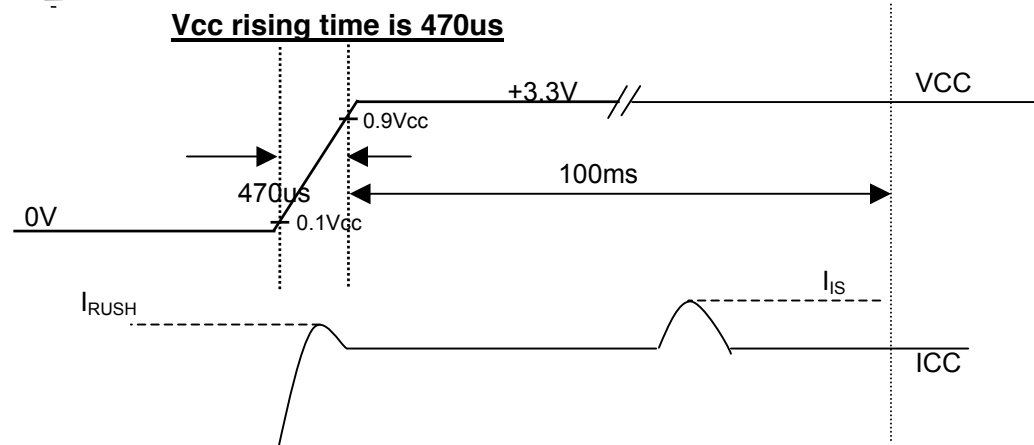 Vcc rising time is 470us
+3.3V
VCC
0.9Vcc
470us
100ms
0V
0.1Vcc
IRUSH
IIS
ICC